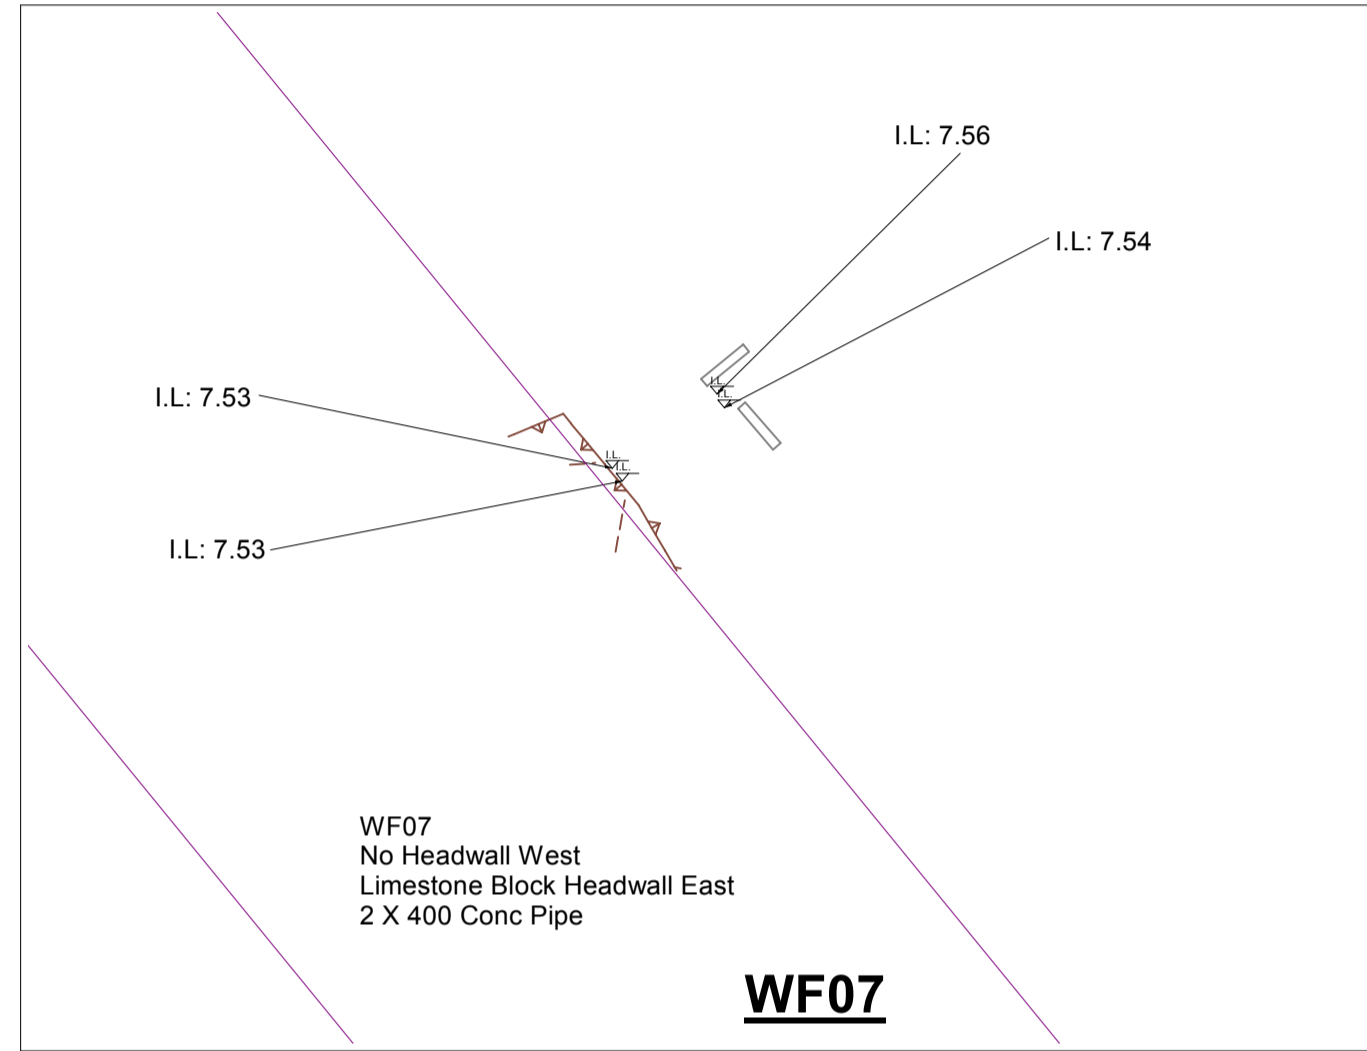 I.L: 7.56
I.L: 7.54
I.L.
I.L.
I.L: 7.53
I.L.
I.L.
I.L: 7.53
WF07
No Headwall West
Limestone Block Headwall East
2 X 400 Conc Pipe
WF07